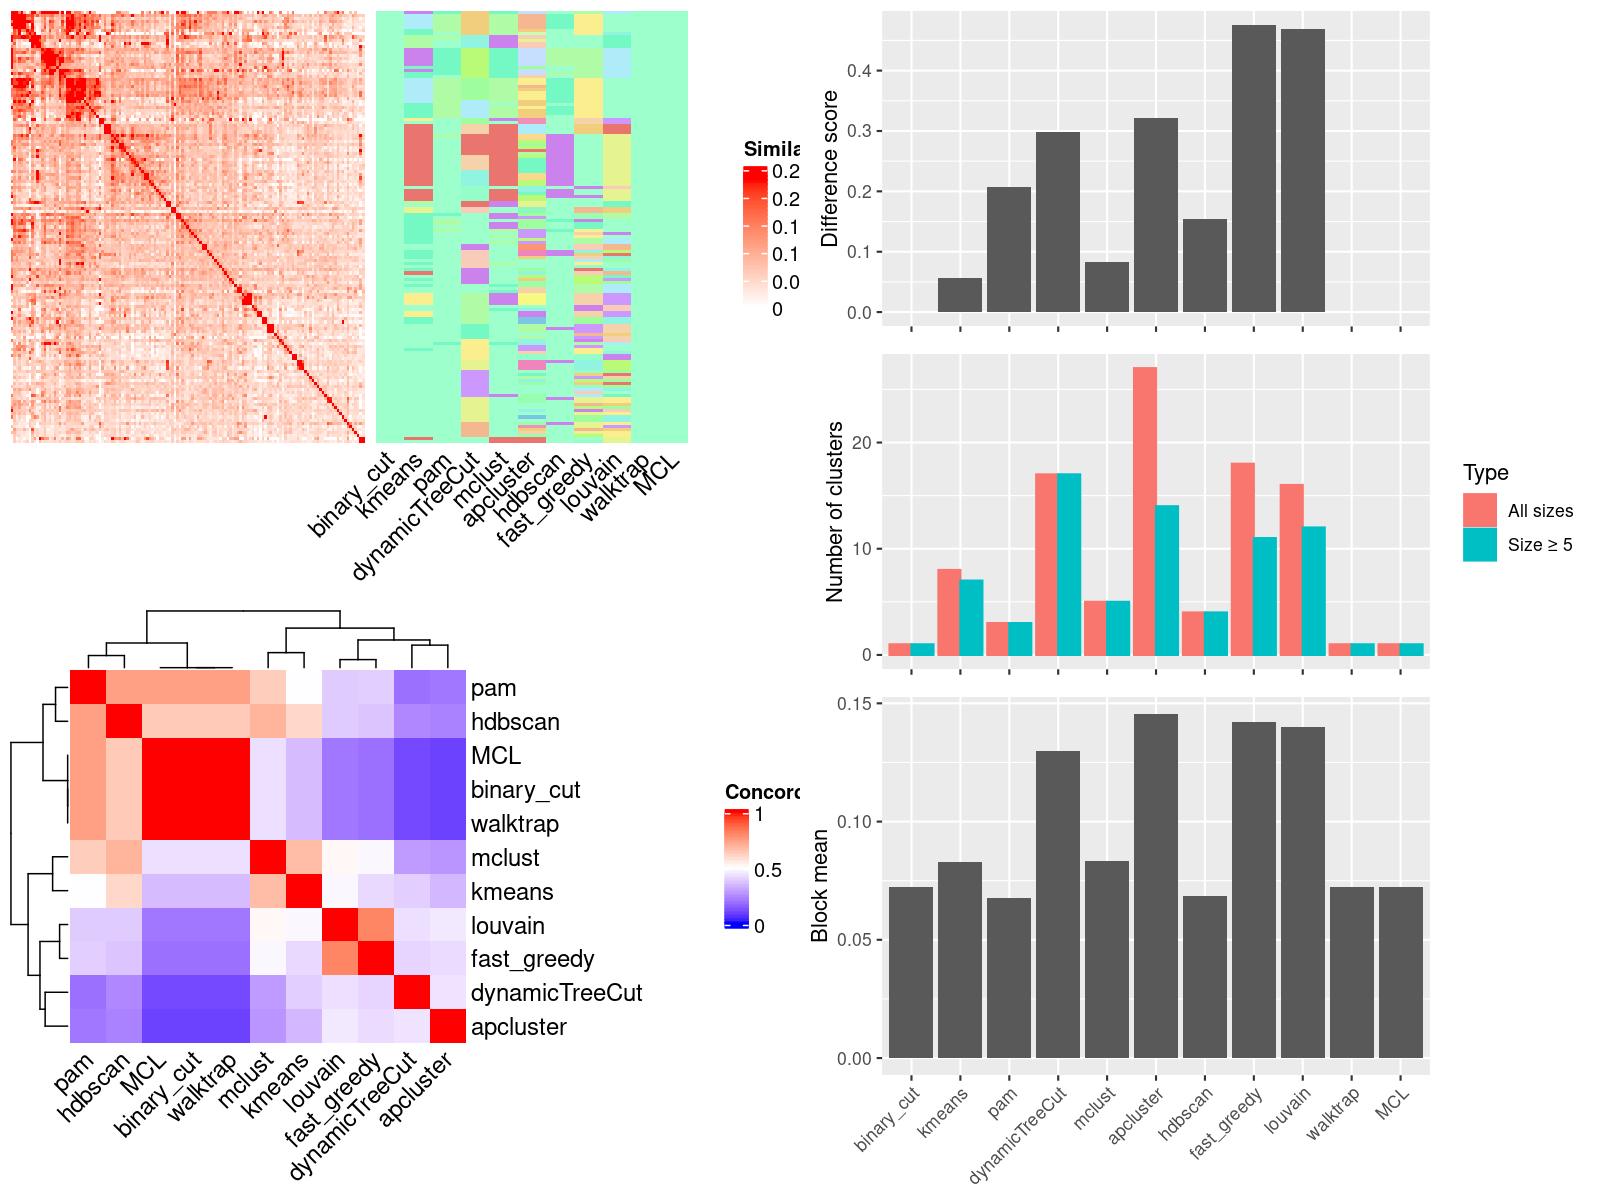 Simila
0.2
0.2
0.1
0.1
0.0
0
binary_cut
kmeans
pam
dynamicTreeCut
mclust
apcluster
hdbscan
fast_greedy
louvain
walktrap
MCL
pam
hdbscan
MCL
binary_cut
walktrap
mclust
kmeans
louvain
fast_greedy
dynamicTreeCut
apcluster
pam
hdbscan
MCL
binary_cut
walktrap
mclust
kmeans
louvain
fast_greedy
dynamicTreeCut
apcluster
Concord
1
0.5
0
Difference score
0.4
0.3
0.2
0.1
0.0
Number of clusters
20
10
0
Type
All sizes
Size ≥ 5
Block mean
0.15
0.10
0.05
0.00
binary_cut
kmeans
pam
dynamicTreeCut
mclust
apcluster
hdbscan
fast_greedy
louvain
walktrap
MCL